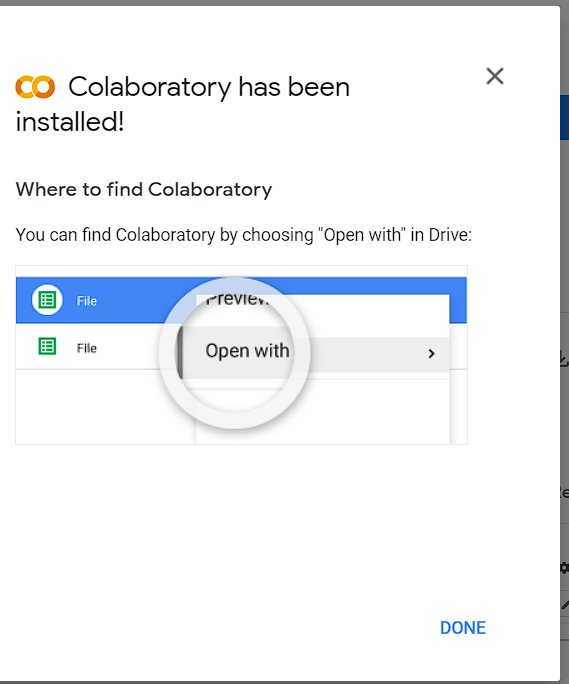 Colaboratory has been
installed!
Where to find Colaboratory
You can find Colaboratory by choosing "Open with" in Drive:
File
Preview
Open with
File
DONE